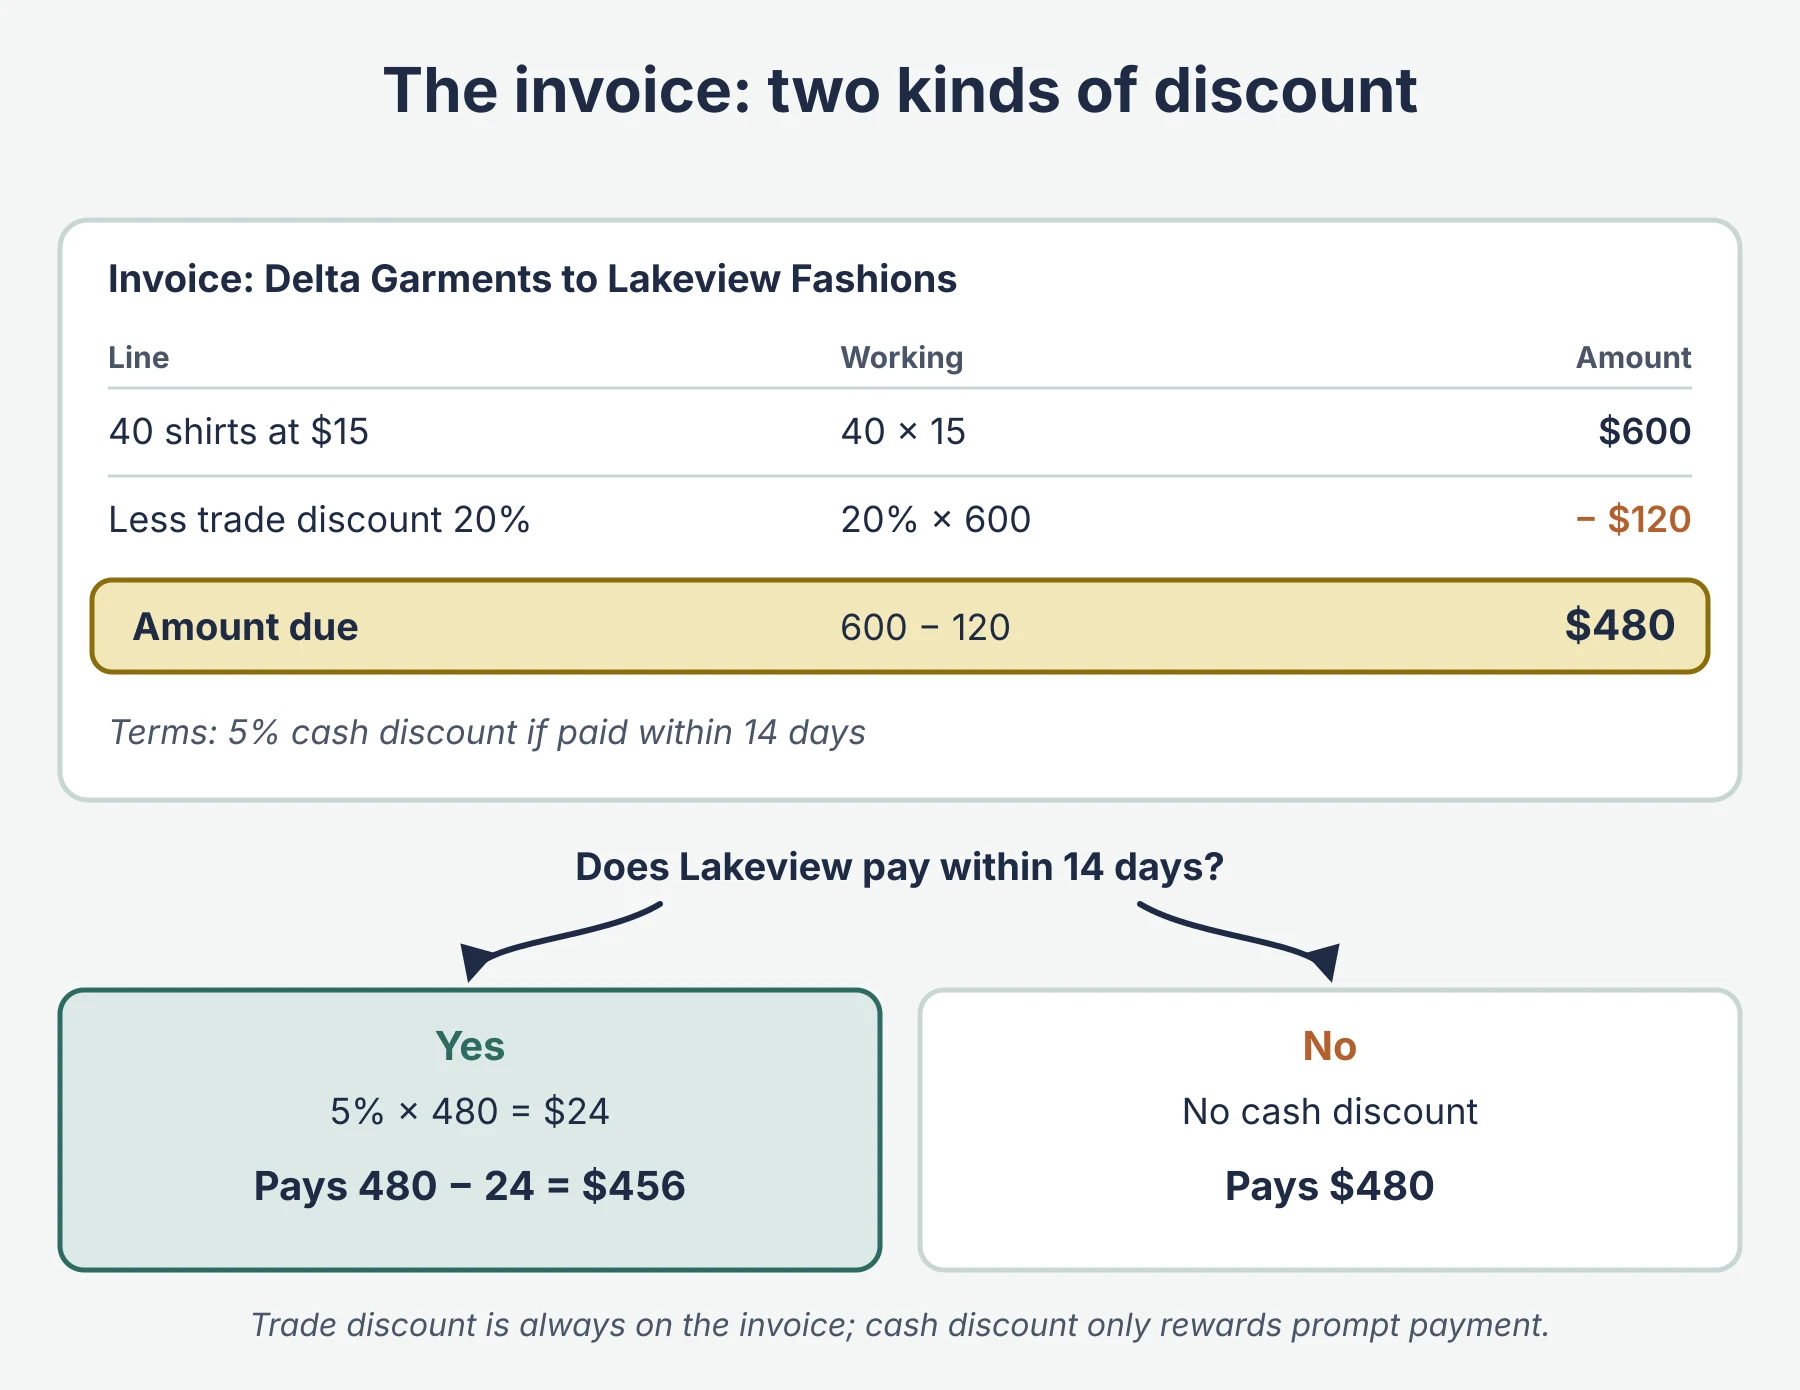 The invoice: two kinds of discount
Invoice: Delta Garments to Lakeview Fashions
Line Working Amount
40 shirts at $15 40 × 15 $600
Less trade discount 20% 20% × 600 − $120
Amount due 600 − 120 $480
Terms: 5% cash discount if paid within 14 days
Does Lakeview pay within 14 days?
Yes
5% × 480 = $24
Pays 480 − 24 = $456
No
No cash discount
Pays $480
Trade discount is always on the invoice; cash discount only rewards prompt payment.